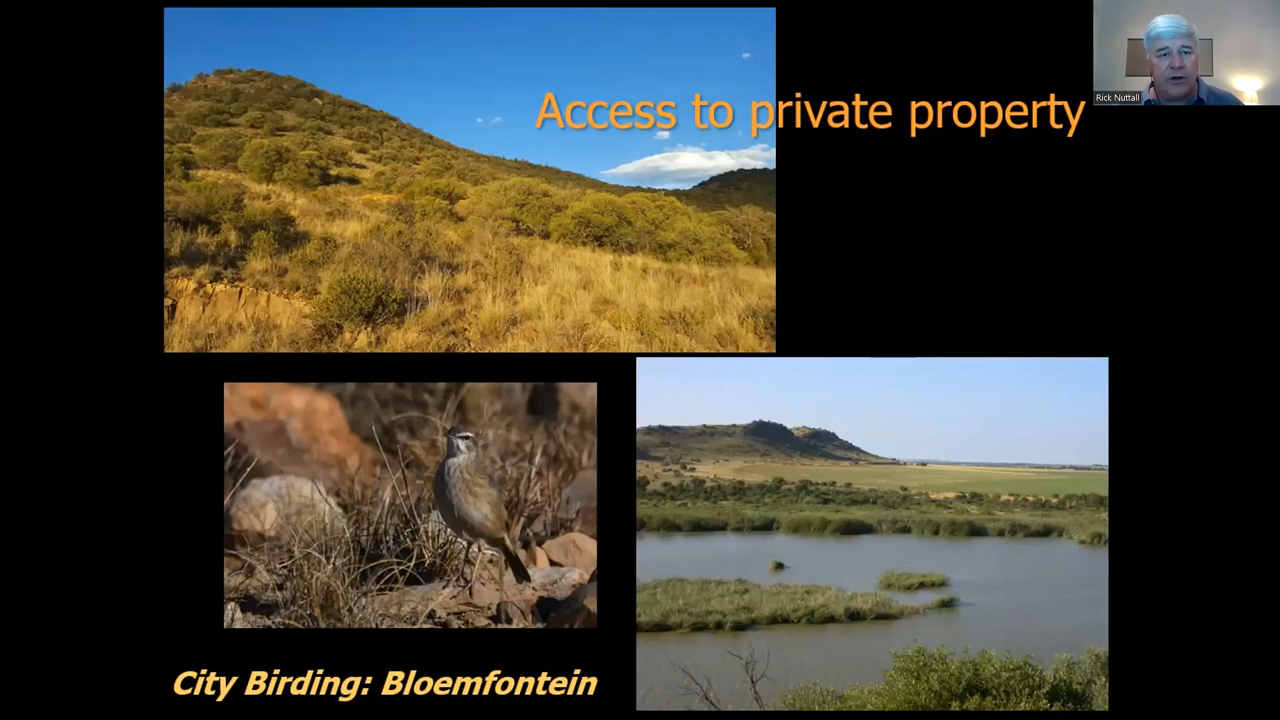 Access to private property
Rick Nuttall
City Birding: Bloemfontein